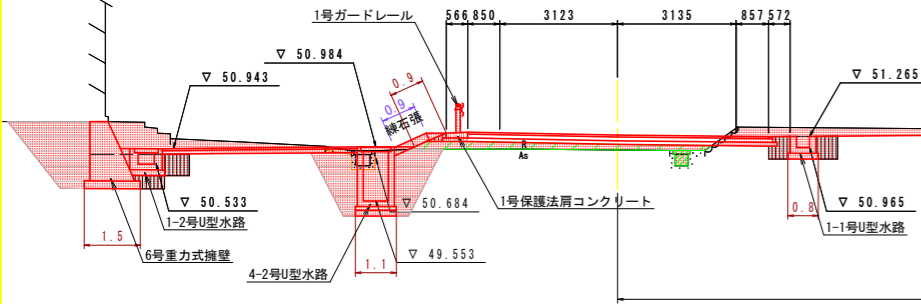 1号ガードレール
566 850 3123 3135 857 572
▽ 50.984
▽ 50.943
▽ 51.265
0.9
0.9
練石張
R
As
▽ 50.533
▽ 50.684
1号保護法肩コンクリート
▽ 50.965
0.8
1-2号U型水路
1-1号U型水路
1.5
6号重力式擁壁
4-2号U型水路
1.1
▽ 49.553